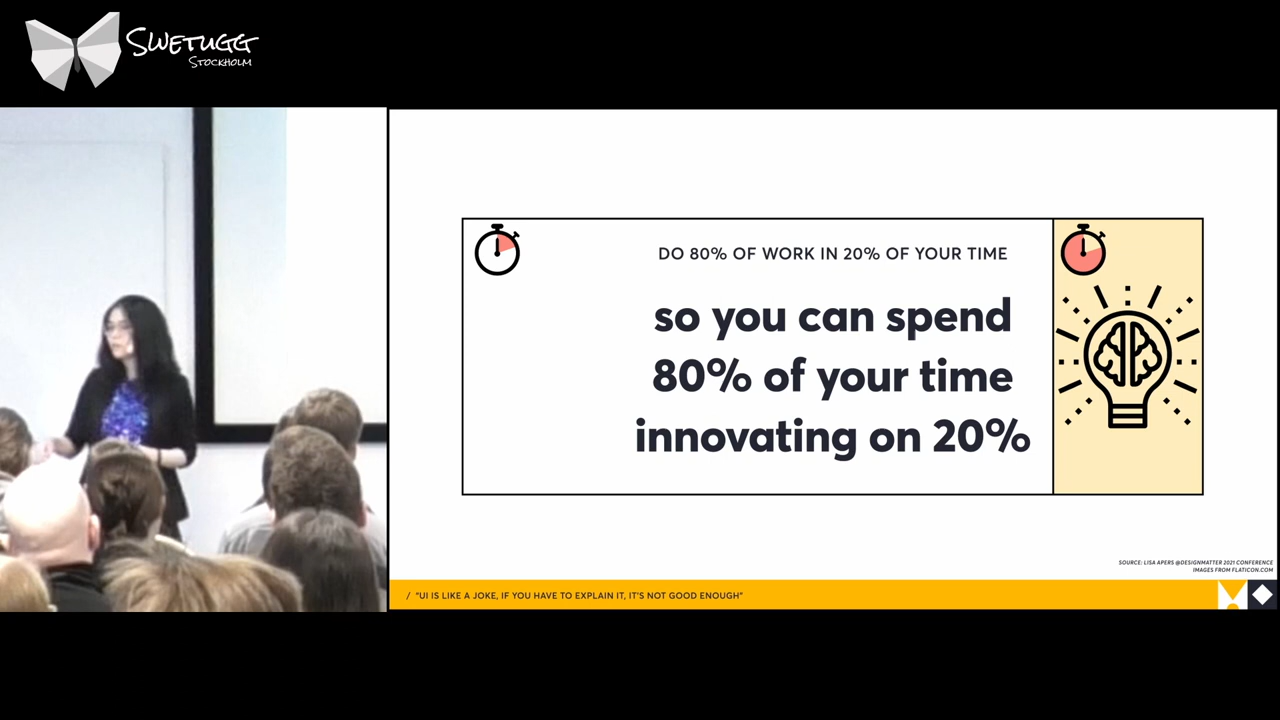 SWETUGG
STOCKHOLM
DO 80% OF WORK IN 20% OF YOUR TIME
so you can spend
80% of your time
innovating on 20%
SOURCE: LISA APERS @DESIGNMATTER 2021 CONFERENCE
IMAGES FROM FLATICON.COM
/ "UI IS LIKE A JOKE, IF YOU HAVE TO EXPLAIN IT, IT'S NOT GOOD ENOUGH"